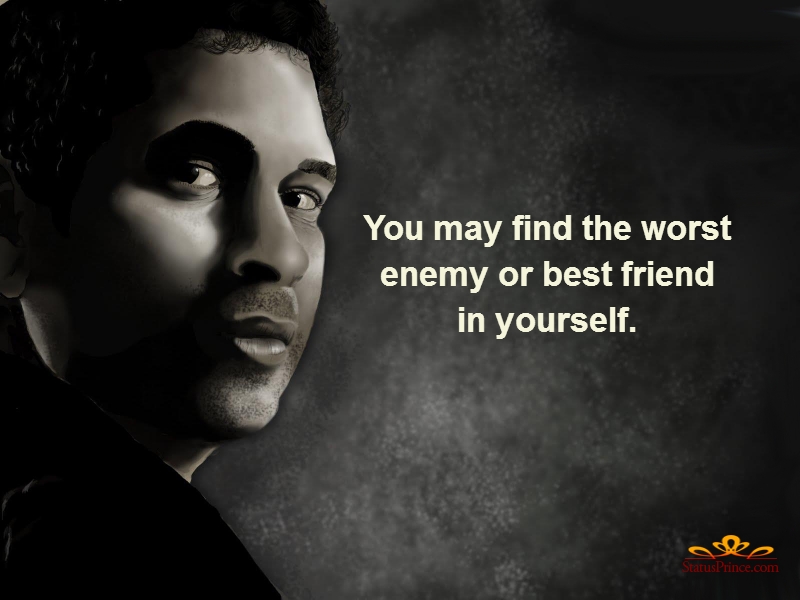 You may find the worst
enemy or best friend
in yourself.
StatusPrince.com